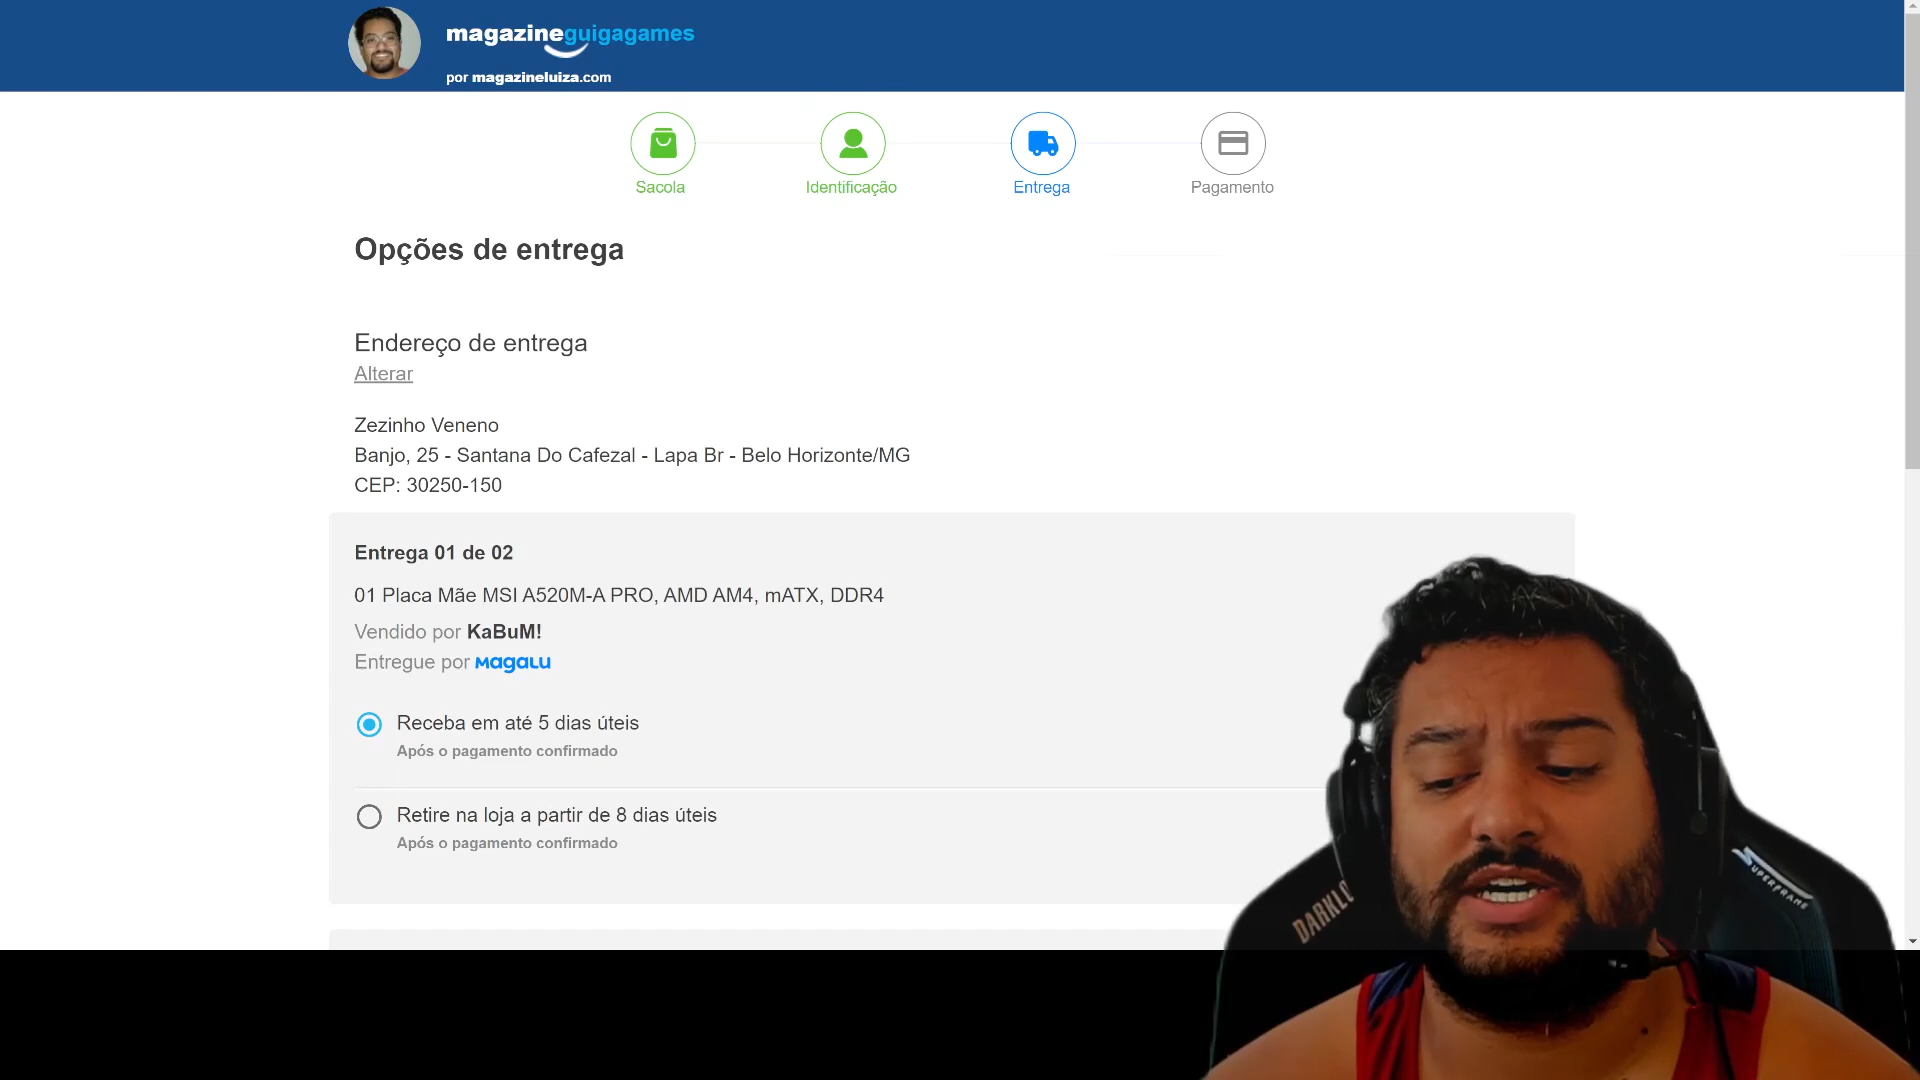 magazineguigagames
por magazineluiza.com
Sacola
Identificação
Entrega
Pagamento
Opções de entrega
Endereço de entrega
Alterar
Zezinho Veneno
Banjo, 25 - Santana Do Cafezal - Lapa Br - Belo Horizonte/MG
CEP: 30250-150
Entrega 01 de 02
01 Placa Mãe MSI A520M-A PRO, AMD AM4, mATX, DDR4
Vendido por KaBuM!
Entregue por magalu
Receba em até 5 dias úteis
Após o pagamento confirmado
Retire na loja a partir de 8 dias úteis
Após o pagamento confirmado
SUPERFRAME